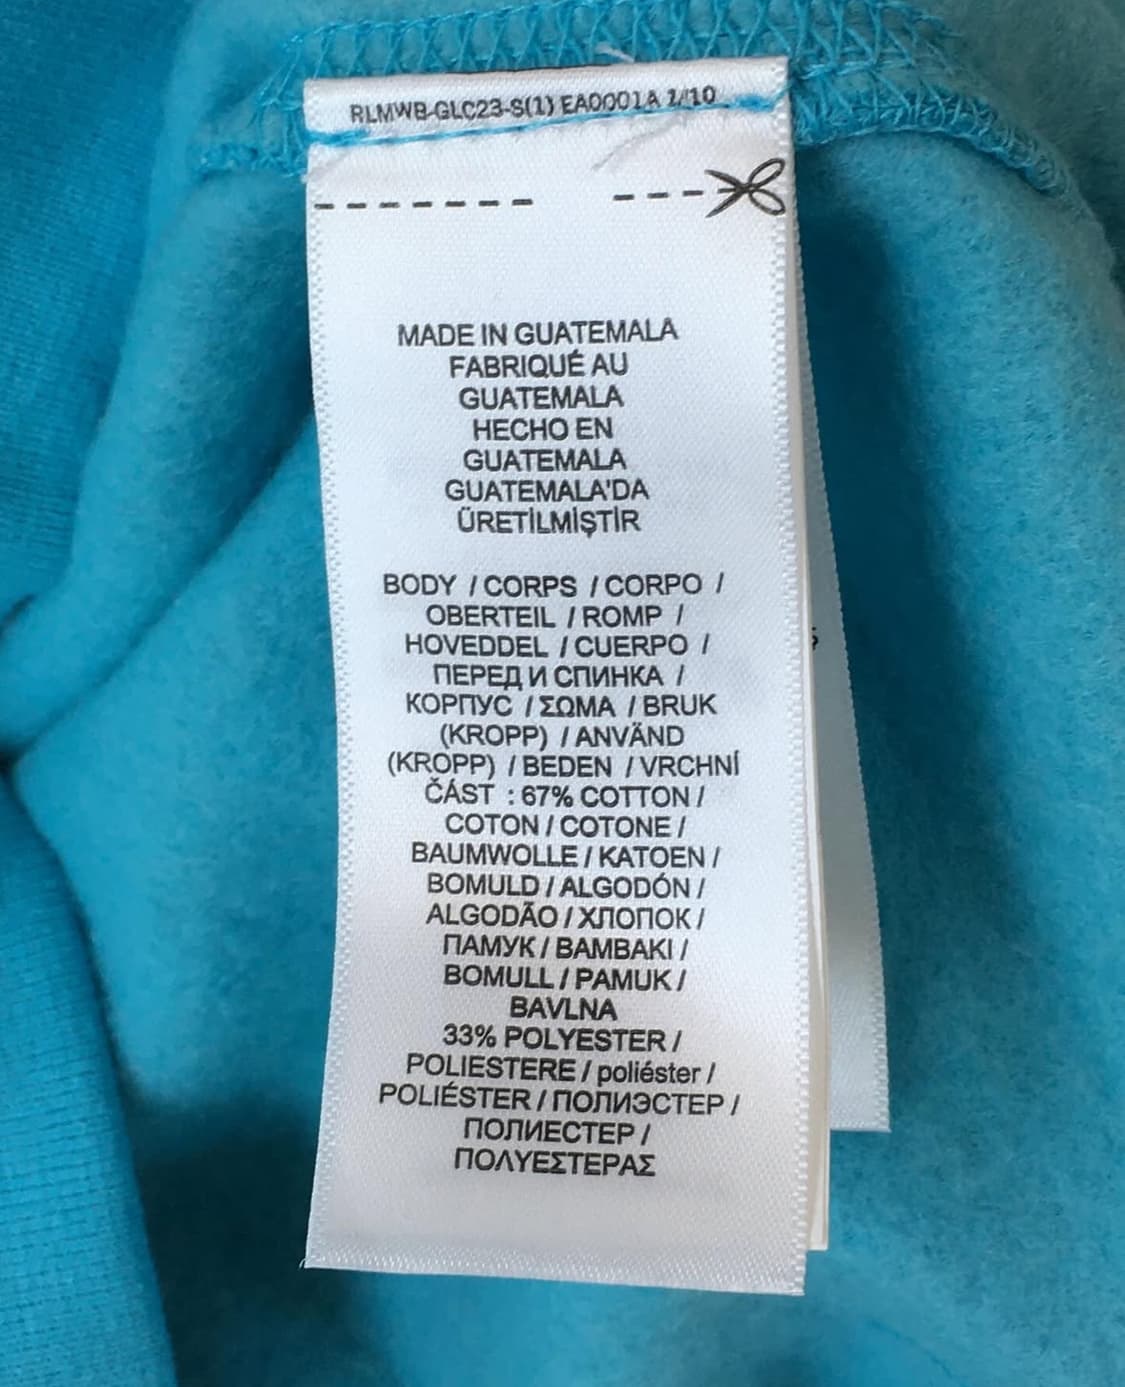 RLMWB-GLC23-S(1) EA0001A 1/10
MADE IN GUATEMALA
FABRIQUÉ AU
GUATEMALA
HECHO EN
GUATEMALA
GUATEMALA'DA
ÜRETİLMİŞTİR
BODY / CORPS / CORPO /
OBERTEIL / ROMP /
HOVEDDEL / CUERPO /
ПЕРЕД И СПИНКА /
КОРПУС / ΣΩΜΑ / BRUK
(KROPP) / ANVÄND
(KROPP) / BEDEN / VRCHNÍ
ČÁST : 67% COTTON /
COTON / COTONE /
BAUMWOLLE / KATOEN /
BOMULD / ALGODÓN /
ALGODÃO / ХЛОПОК /
ПАМУК / ΒΑΜΒΑΚΙ /
BOMULL / PAMUK /
BAVLNA
33% POLYESTER /
POLIESTERE / poliéster /
POLIÉSTER / ПОЛИЭСТЕР /
ПОЛИЕСТЕР /
ΠΟΛΥΕΣΤΕΡΑΣ